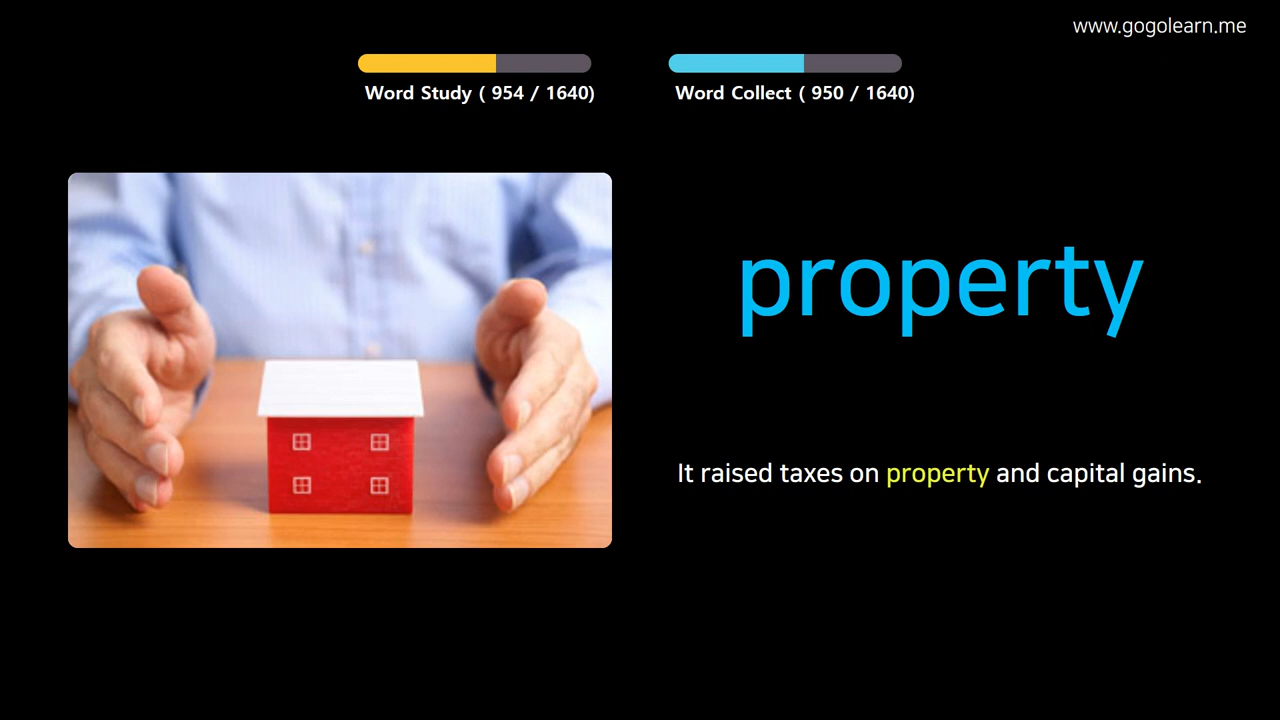 www.gogolearn.me
Word Study ( 954 / 1640)
Word Collect ( 950 / 1640)
property
It raised taxes on property and capital gains.